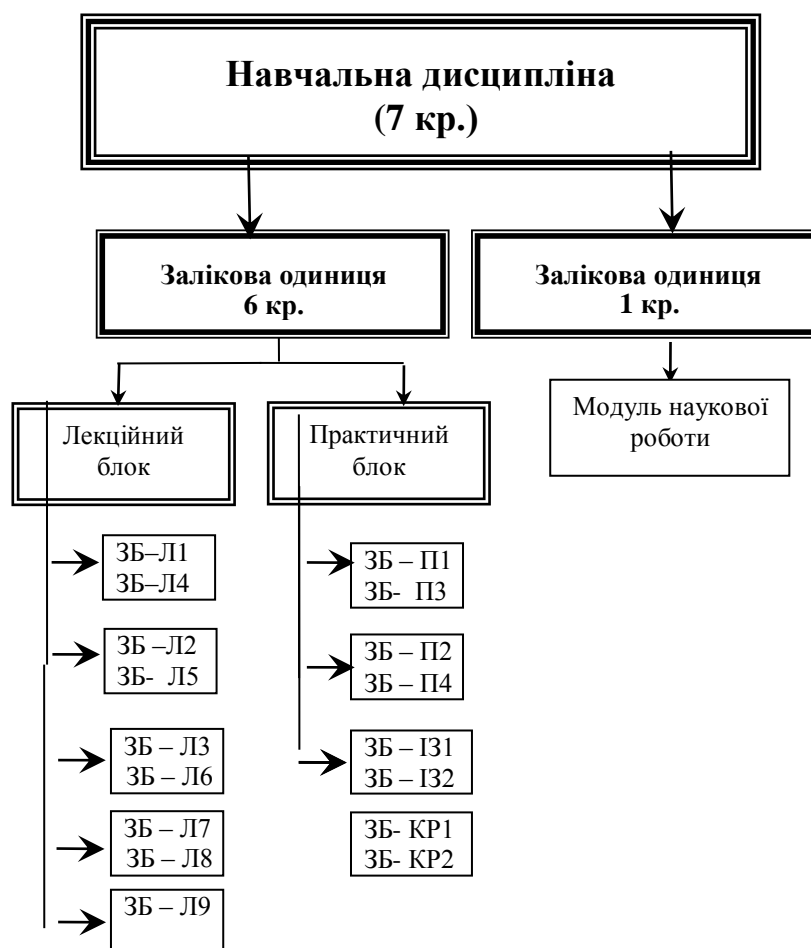 Навчальна дисципліна
(7 кр.)
Залікова одиниця
6 кр.
Залікова одиниця
1 кр.
Лекційний
блок
Практичний
блок
Модуль наукової
роботи
ЗБ–Л1
ЗБ–Л4
ЗБ –Л2
ЗБ- Л5
ЗБ – Л3
ЗБ – Л6
ЗБ – Л7
ЗБ – Л8
ЗБ – Л9
ЗБ – П1
ЗБ- П3
ЗБ – П2
ЗБ – П4
ЗБ – ІЗ1
ЗБ – ІЗ2
ЗБ- КР1
ЗБ- КР2